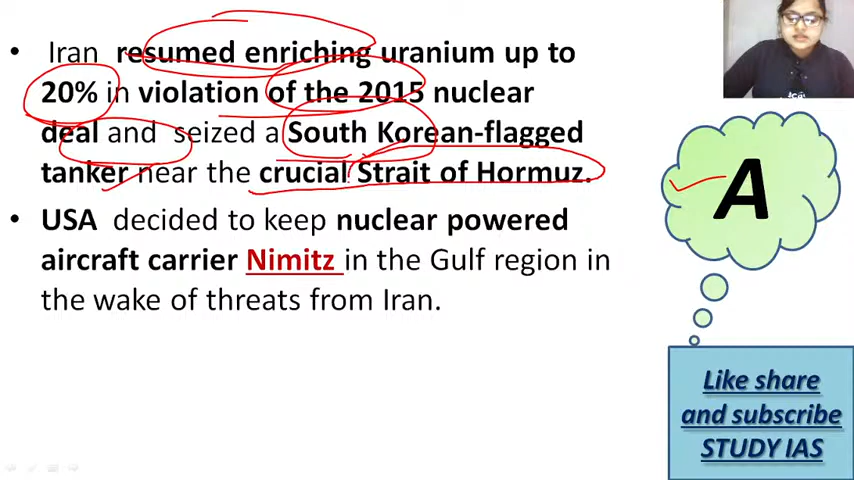 • Iran resumed enriching uranium up to
20% in violation of the 2015 nuclear
deal and seized a South Korean-flagged
tanker near the crucial Strait of Hormuz.
• USA decided to keep nuclear powered
aircraft carrier Nimitz in the Gulf region in
the wake of threats from Iran.
A
Like share
and subscribe
STUDY IAS